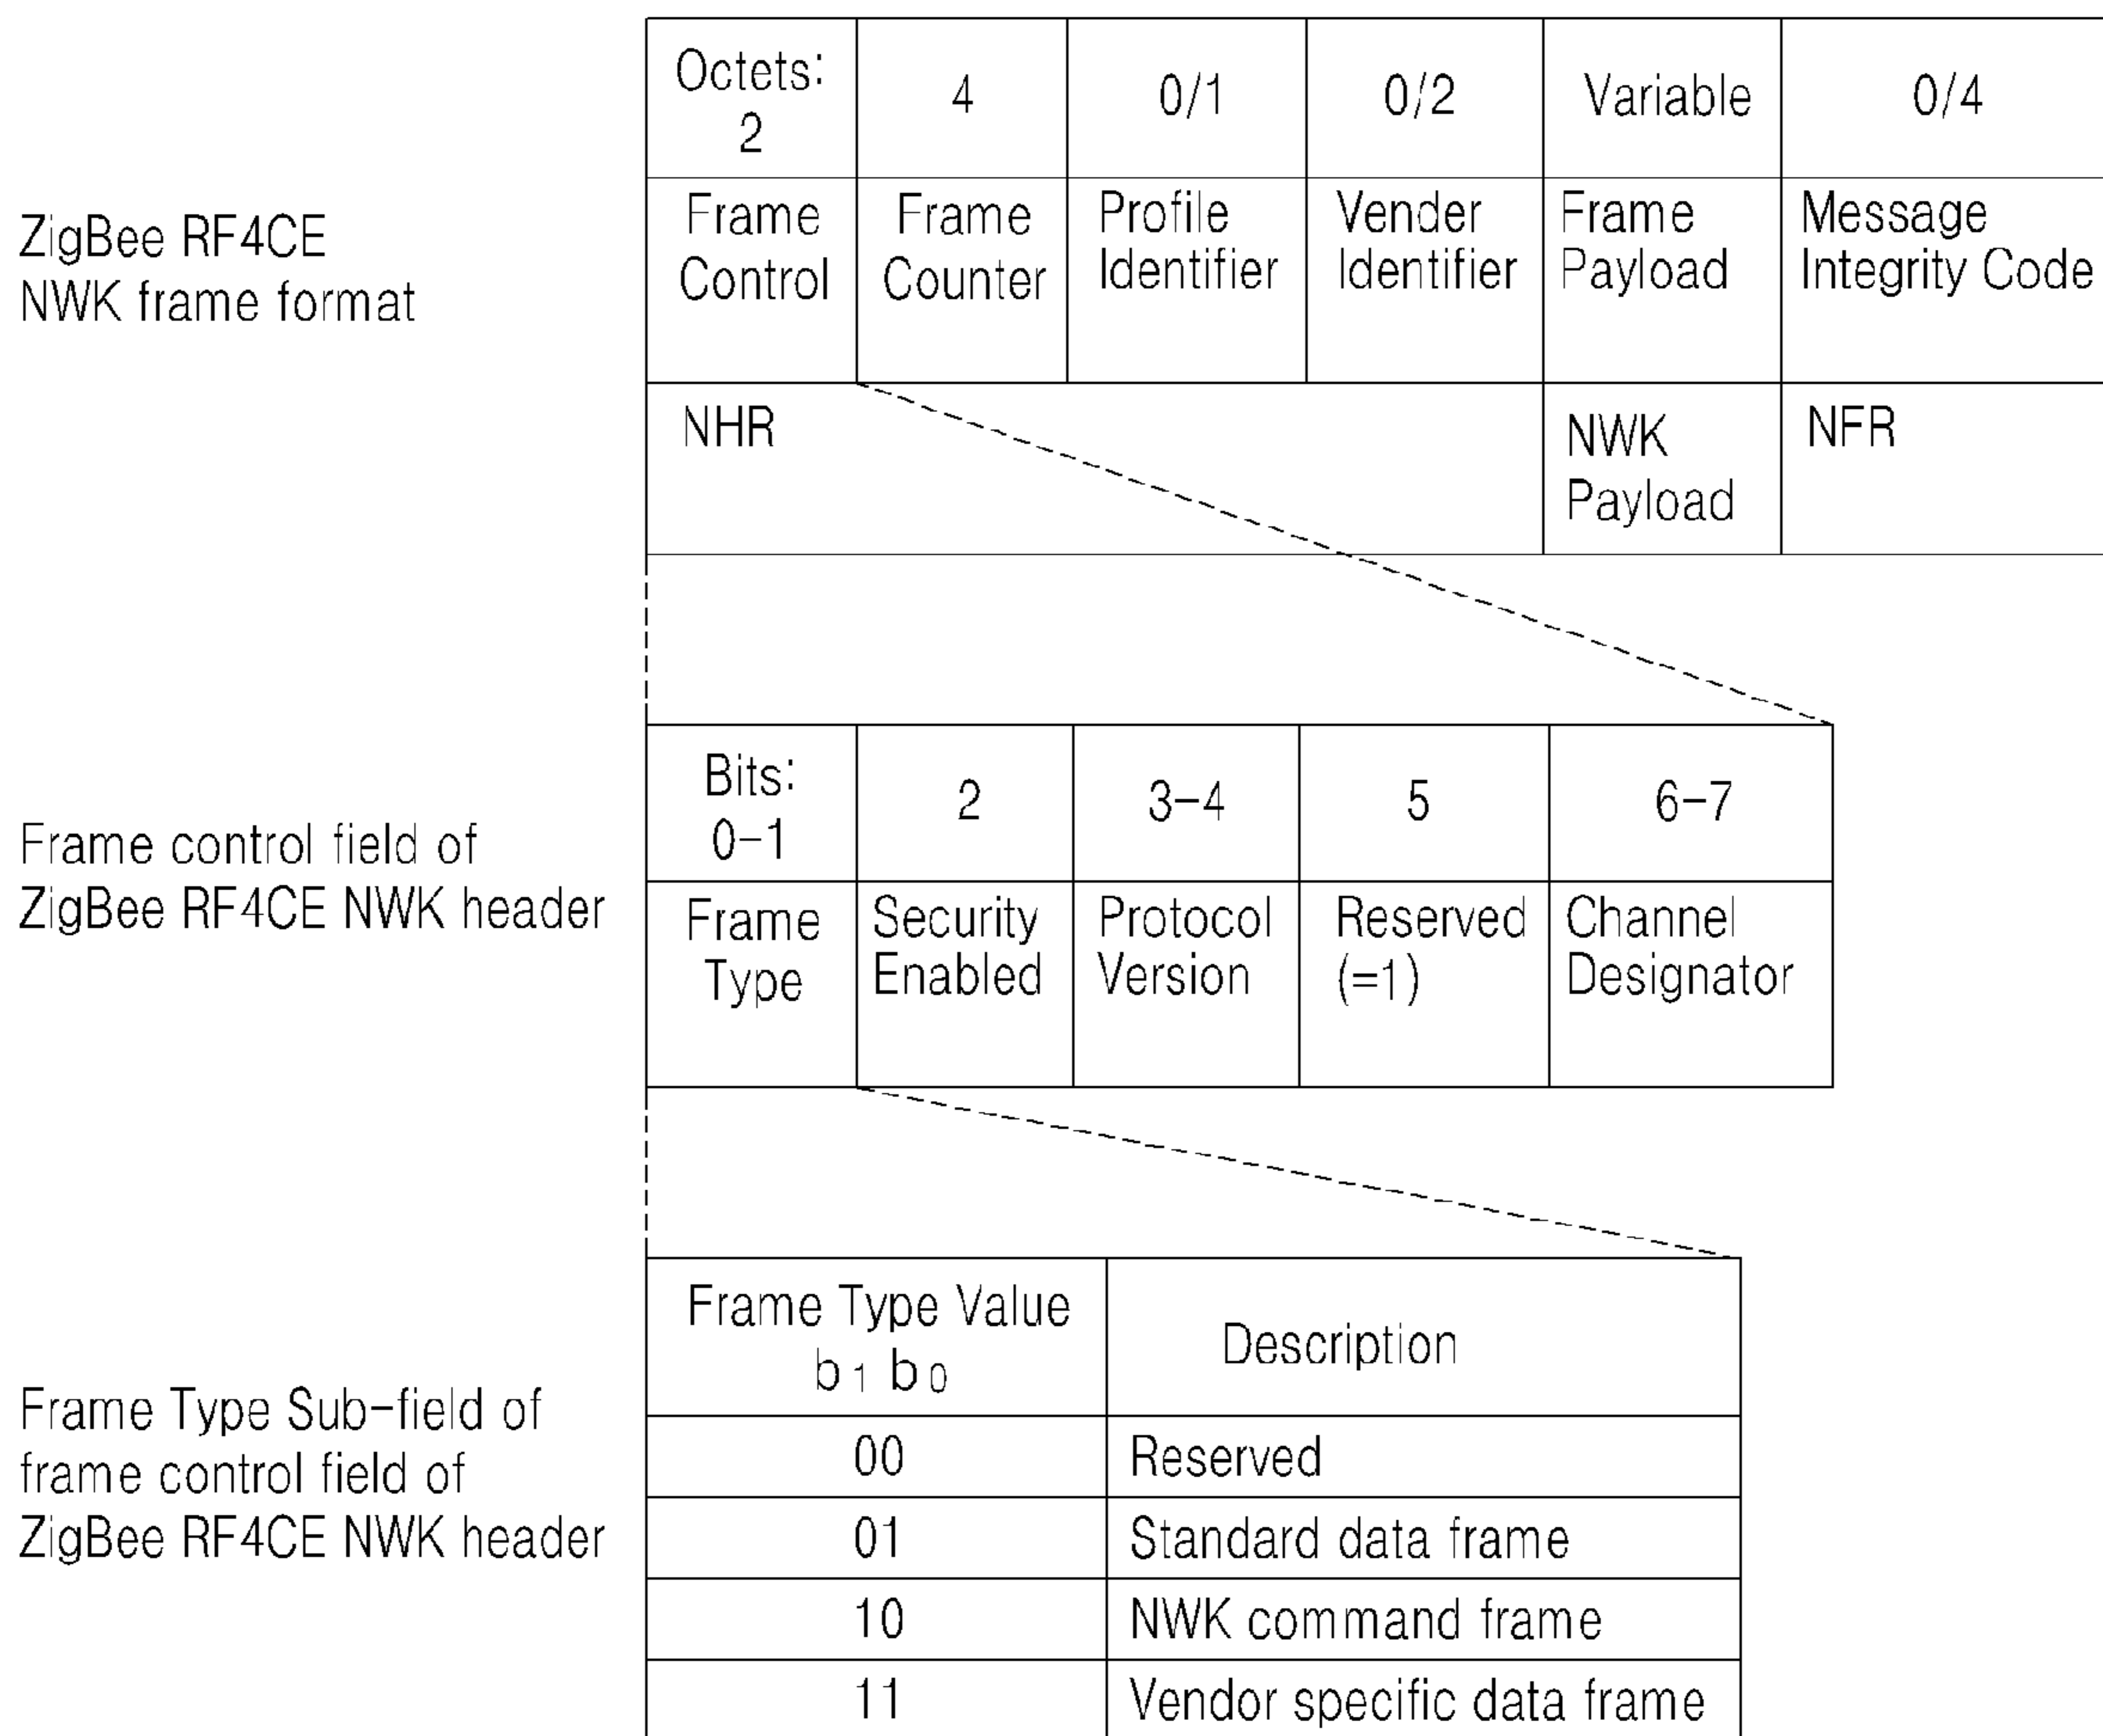 Octets:
2
4
0/1
0/2
Variable
0/4
ZigBee RF4CE
NWK frame format
Frame
Control
Frame
Counter
Profile
Identifier
Vender
Identifier
Frame
Payload
Message
Integrity Code
NHR
NWK
Payload
NFR
Bits:
0-1
2
3-4
5
6-7
Frame control field of
ZigBee RF4CE NWK header
Frame
Type
Security
Enabled
Protocol
Version
Reserved
(=1)
Channel
Designator
Frame Type Value
b1 b0
Description
Frame Type Sub-field of
frame control field of
ZigBee RF4CE NWK header
00
Reserved
01
Standard data frame
10
NWK command frame
11
Vendor specific data frame